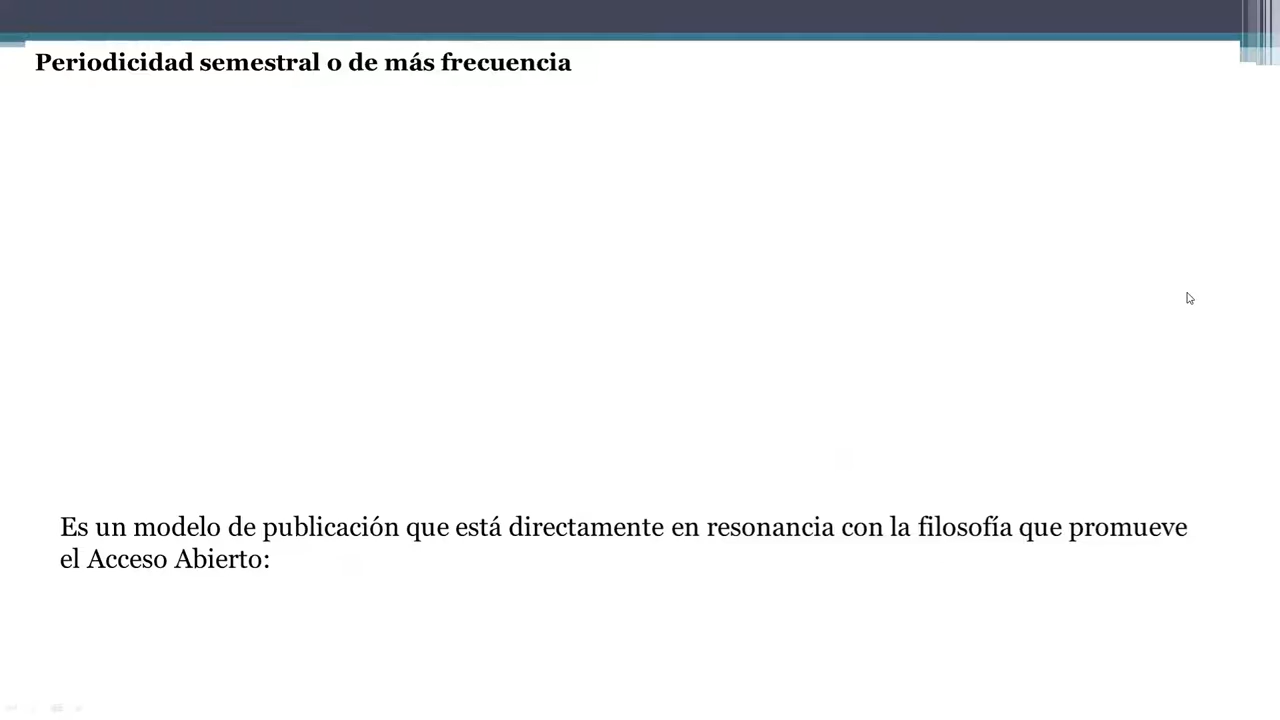 Periodicidad semestral o de más frecuencia
Es un modelo de publicación que está directamente en resonancia con la filosofía que promueve
el Acceso Abierto: